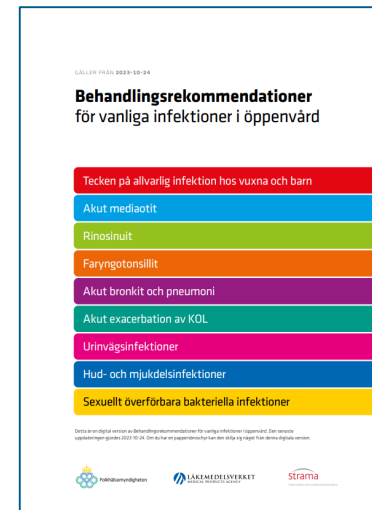 GÄLLER FRÅN 2023-10-24
Behandlingsrekommendationer
för vanliga infektioner i öppenvård
Tecken på allvarlig infektion hos vuxna och barn
Akut mediaotit
Rinosinuit
Faryngotonsillit
Akut bronkit och pneumoni
Akut exacerbation av KOL
Urinvägsinfektioner
Hud- och mjukdelsinfektioner
Sexuellt överförbara bakteriella infektioner
Detta är en digital version av Behandlingsrekommendationer för vanliga infektioner i öppenvård. Den senaste
uppdateringen gjordes 2023-10-24. Om du har en pappersbroschyr kan den skilja sig något från denna digitala version.
Folkhälsomyndigheten
LÄKEMEDELSVERKET
MEDICAL PRODUCTS AGENCY
strama